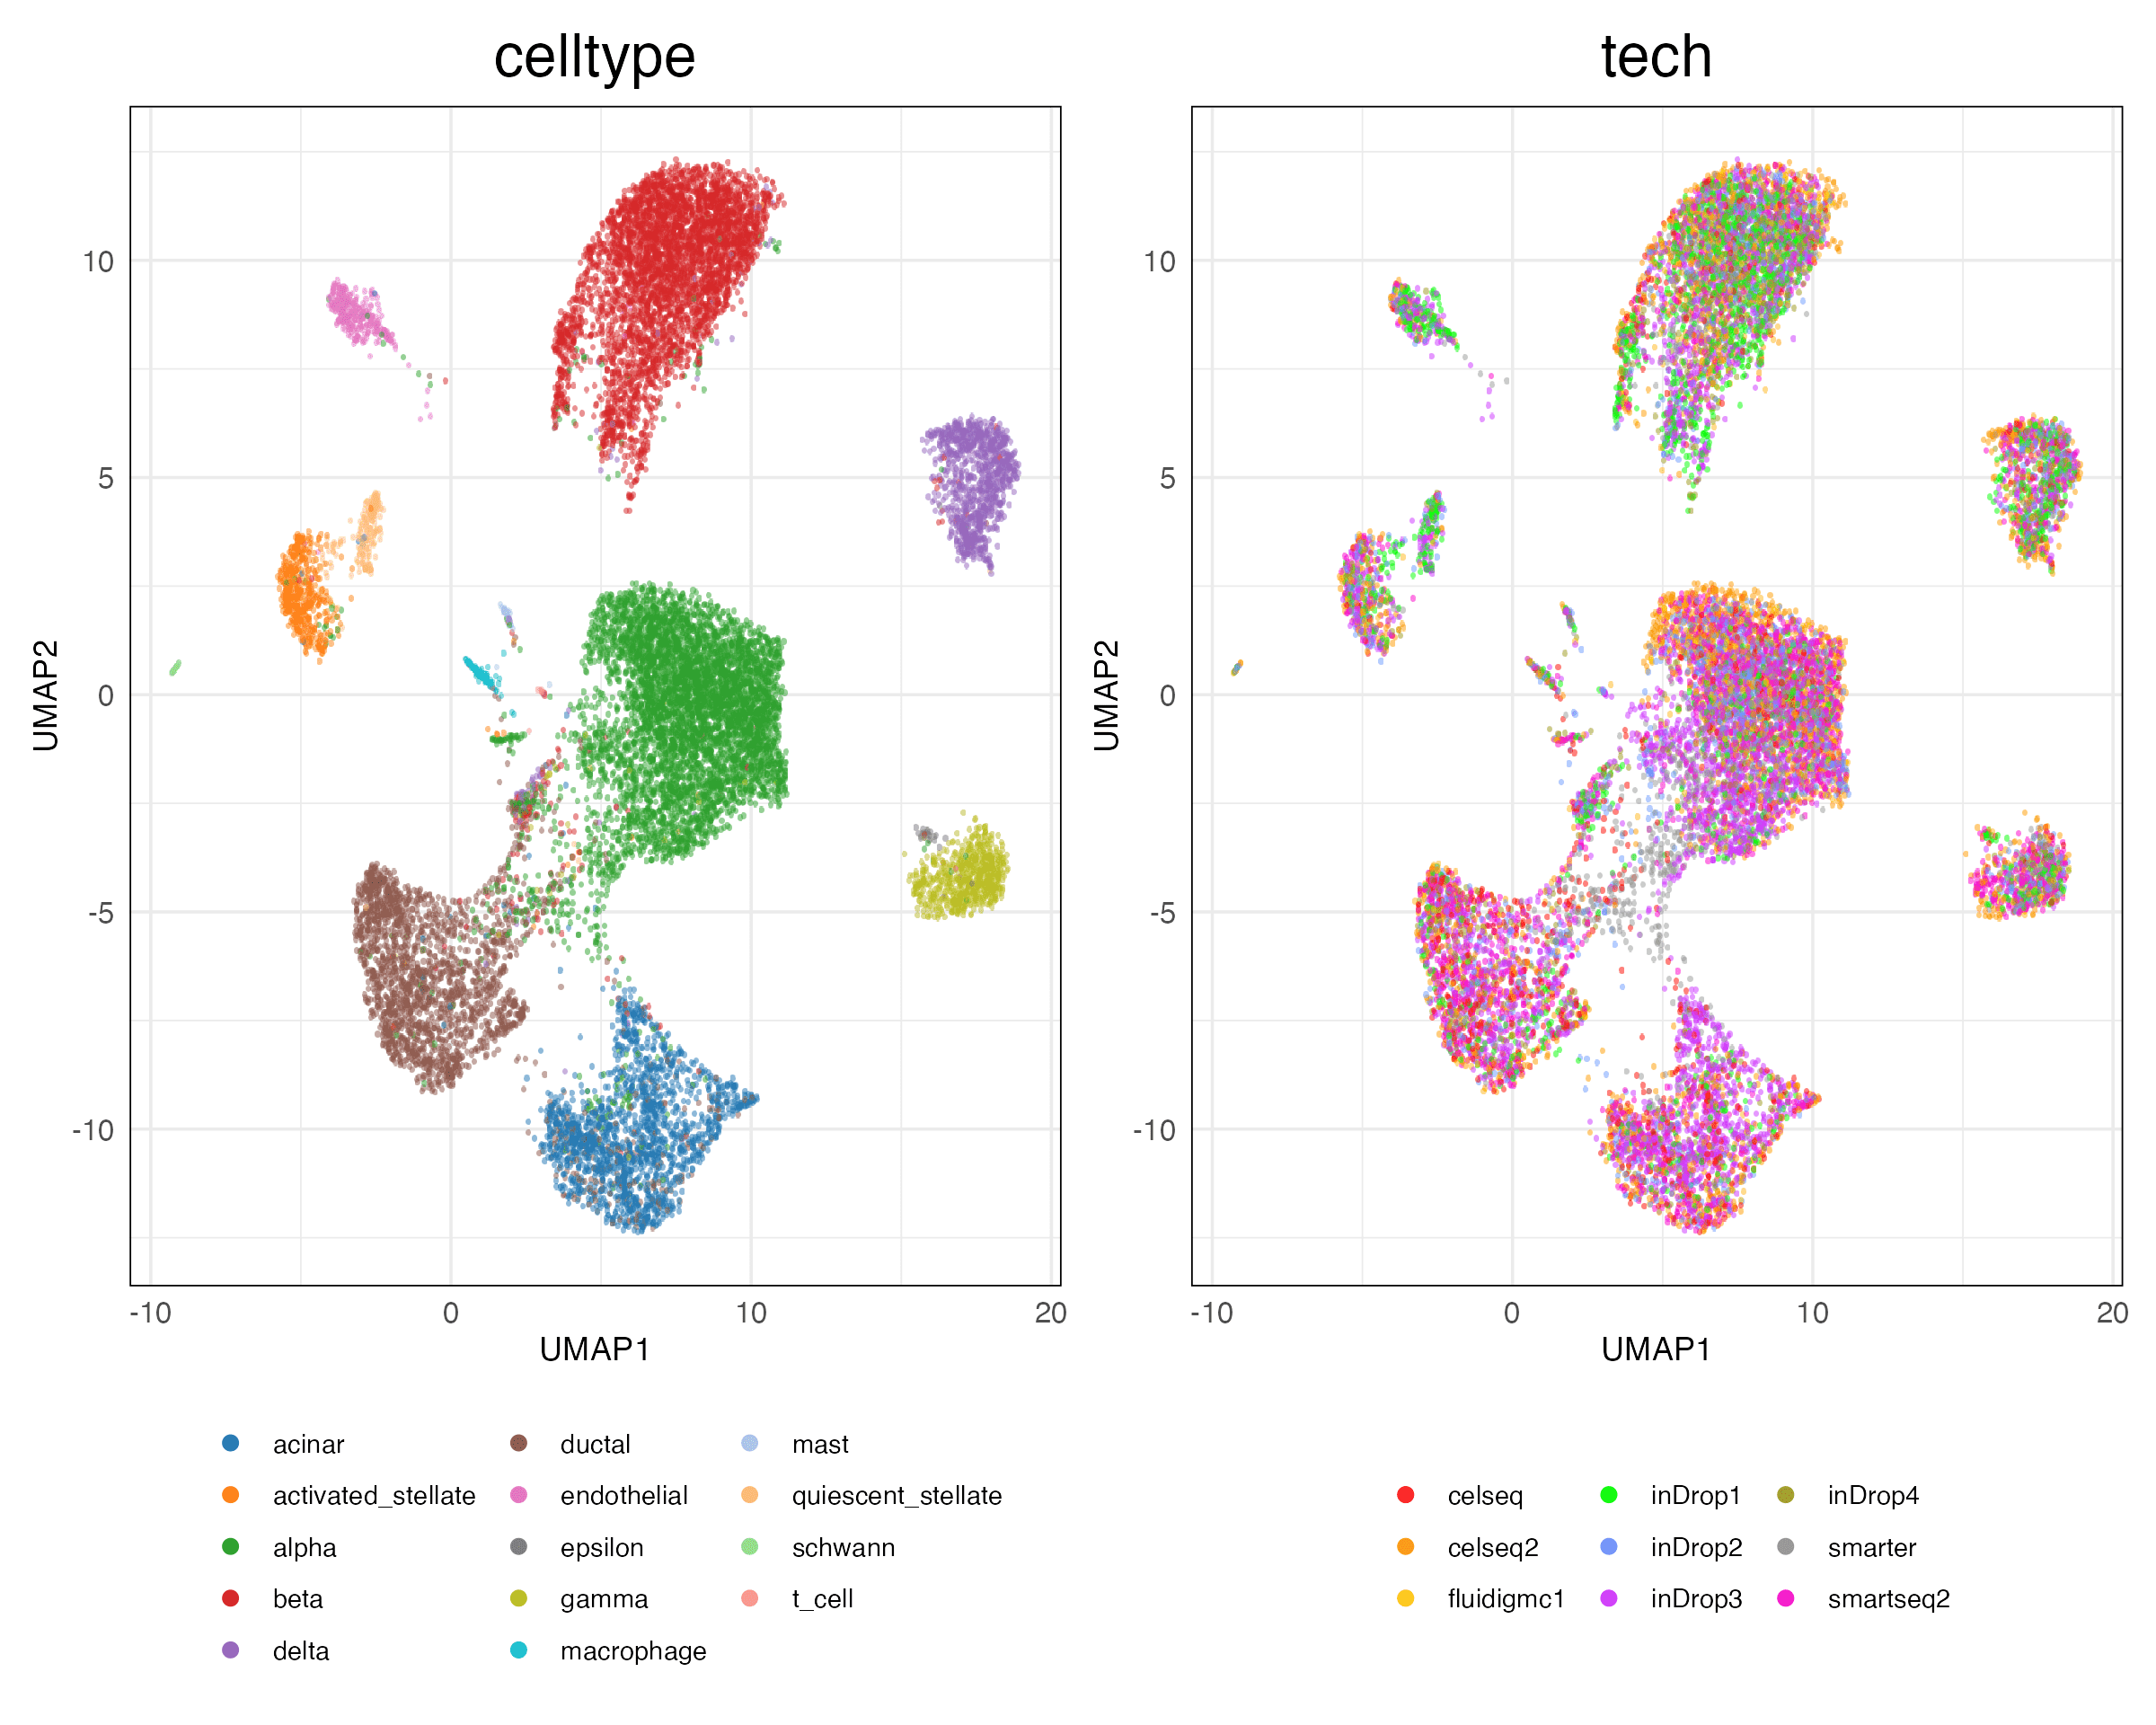 celltype
tech
10
5
0
-5
-10
UMAP2
-10 0 10 20
UMAP1
10
5
0
-5
-10
UMAP2
-10 0 10 20
UMAP1
acinar ductal mast
activated_stellate endothelial quiescent_stellate
alpha epsilon schwann
beta gamma t_cell
delta macrophage
celseq inDrop1 inDrop4
celseq2 inDrop2 smarter
fluidigmc1 inDrop3 smartseq2